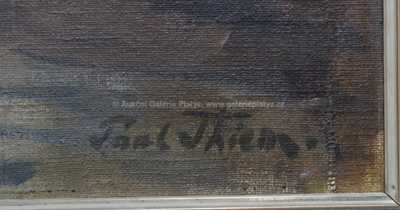 © Aukční Galerie Platýz, www.galerieplatyz.cz
Paul Thiem.